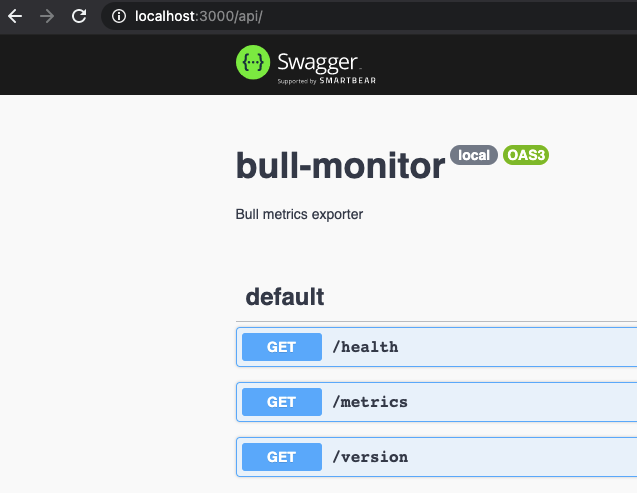 localhost:3000/api/
{···} Swagger
Supported by SMARTBEAR
bull-monitor local OAS3
Bull metrics exporter
default
GET /health
GET /metrics
GET /version